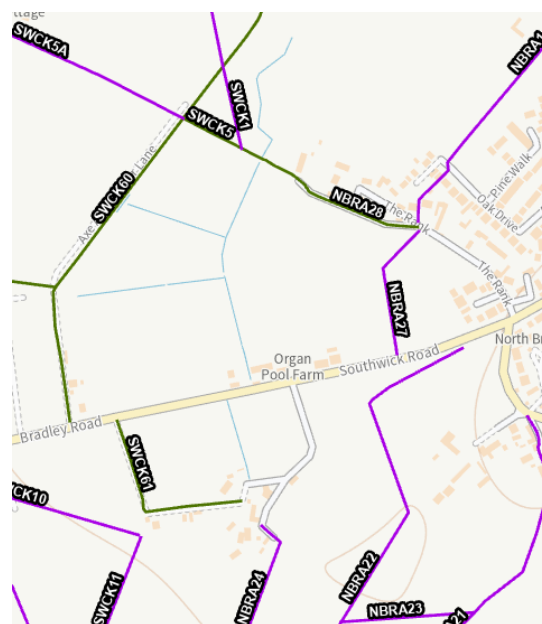 ttage
SWCK5A
SWCK5
SWCK1
NBRA1
Pine Walk
Oak Drive
SWCK60
Axe
Lane
NBRA28
The Rank
The Rank
NBRA27
North Br
Organ
Pool Farm
Southwick Road
Bradley Road
SWCK61
CK10
SWCK11
NBRA24
NBRA22
NBRA23
A21